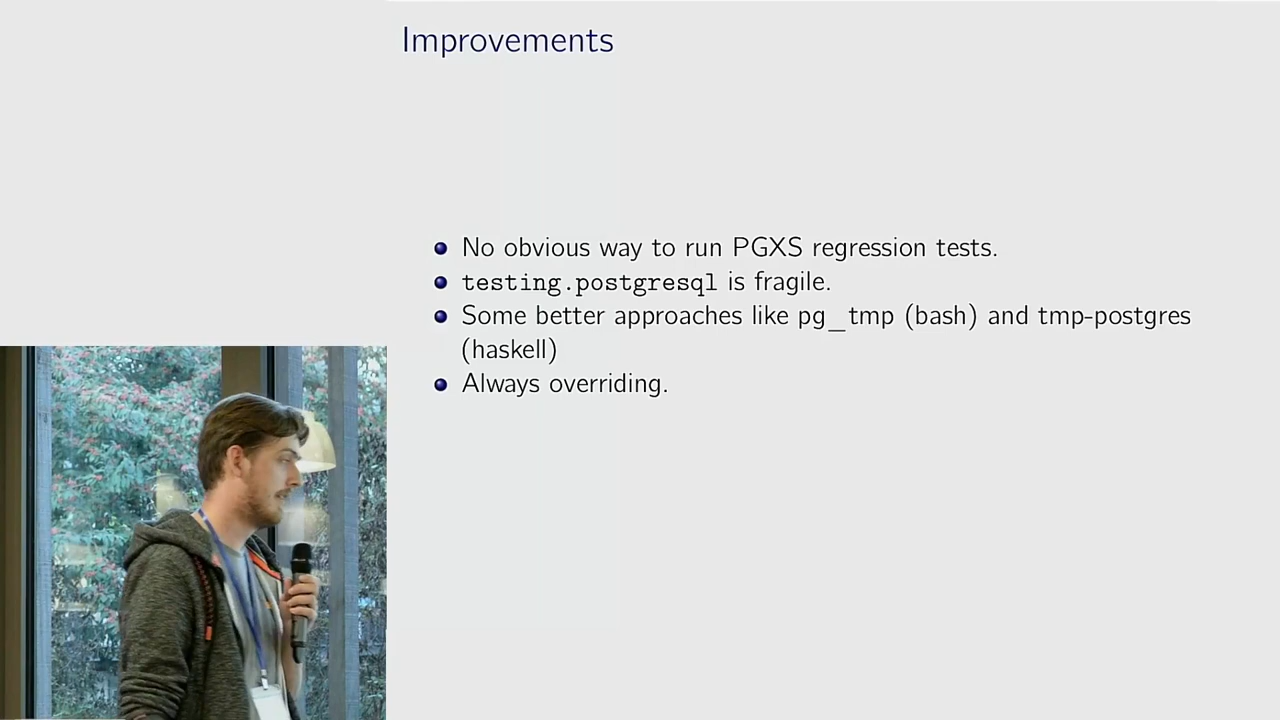 Improvements
No obvious way to run PGXS regression tests.
testing.postgresql is fragile.
Some better approaches like pg_tmp (bash) and tmp-postgres
(haskell)
Always overriding.